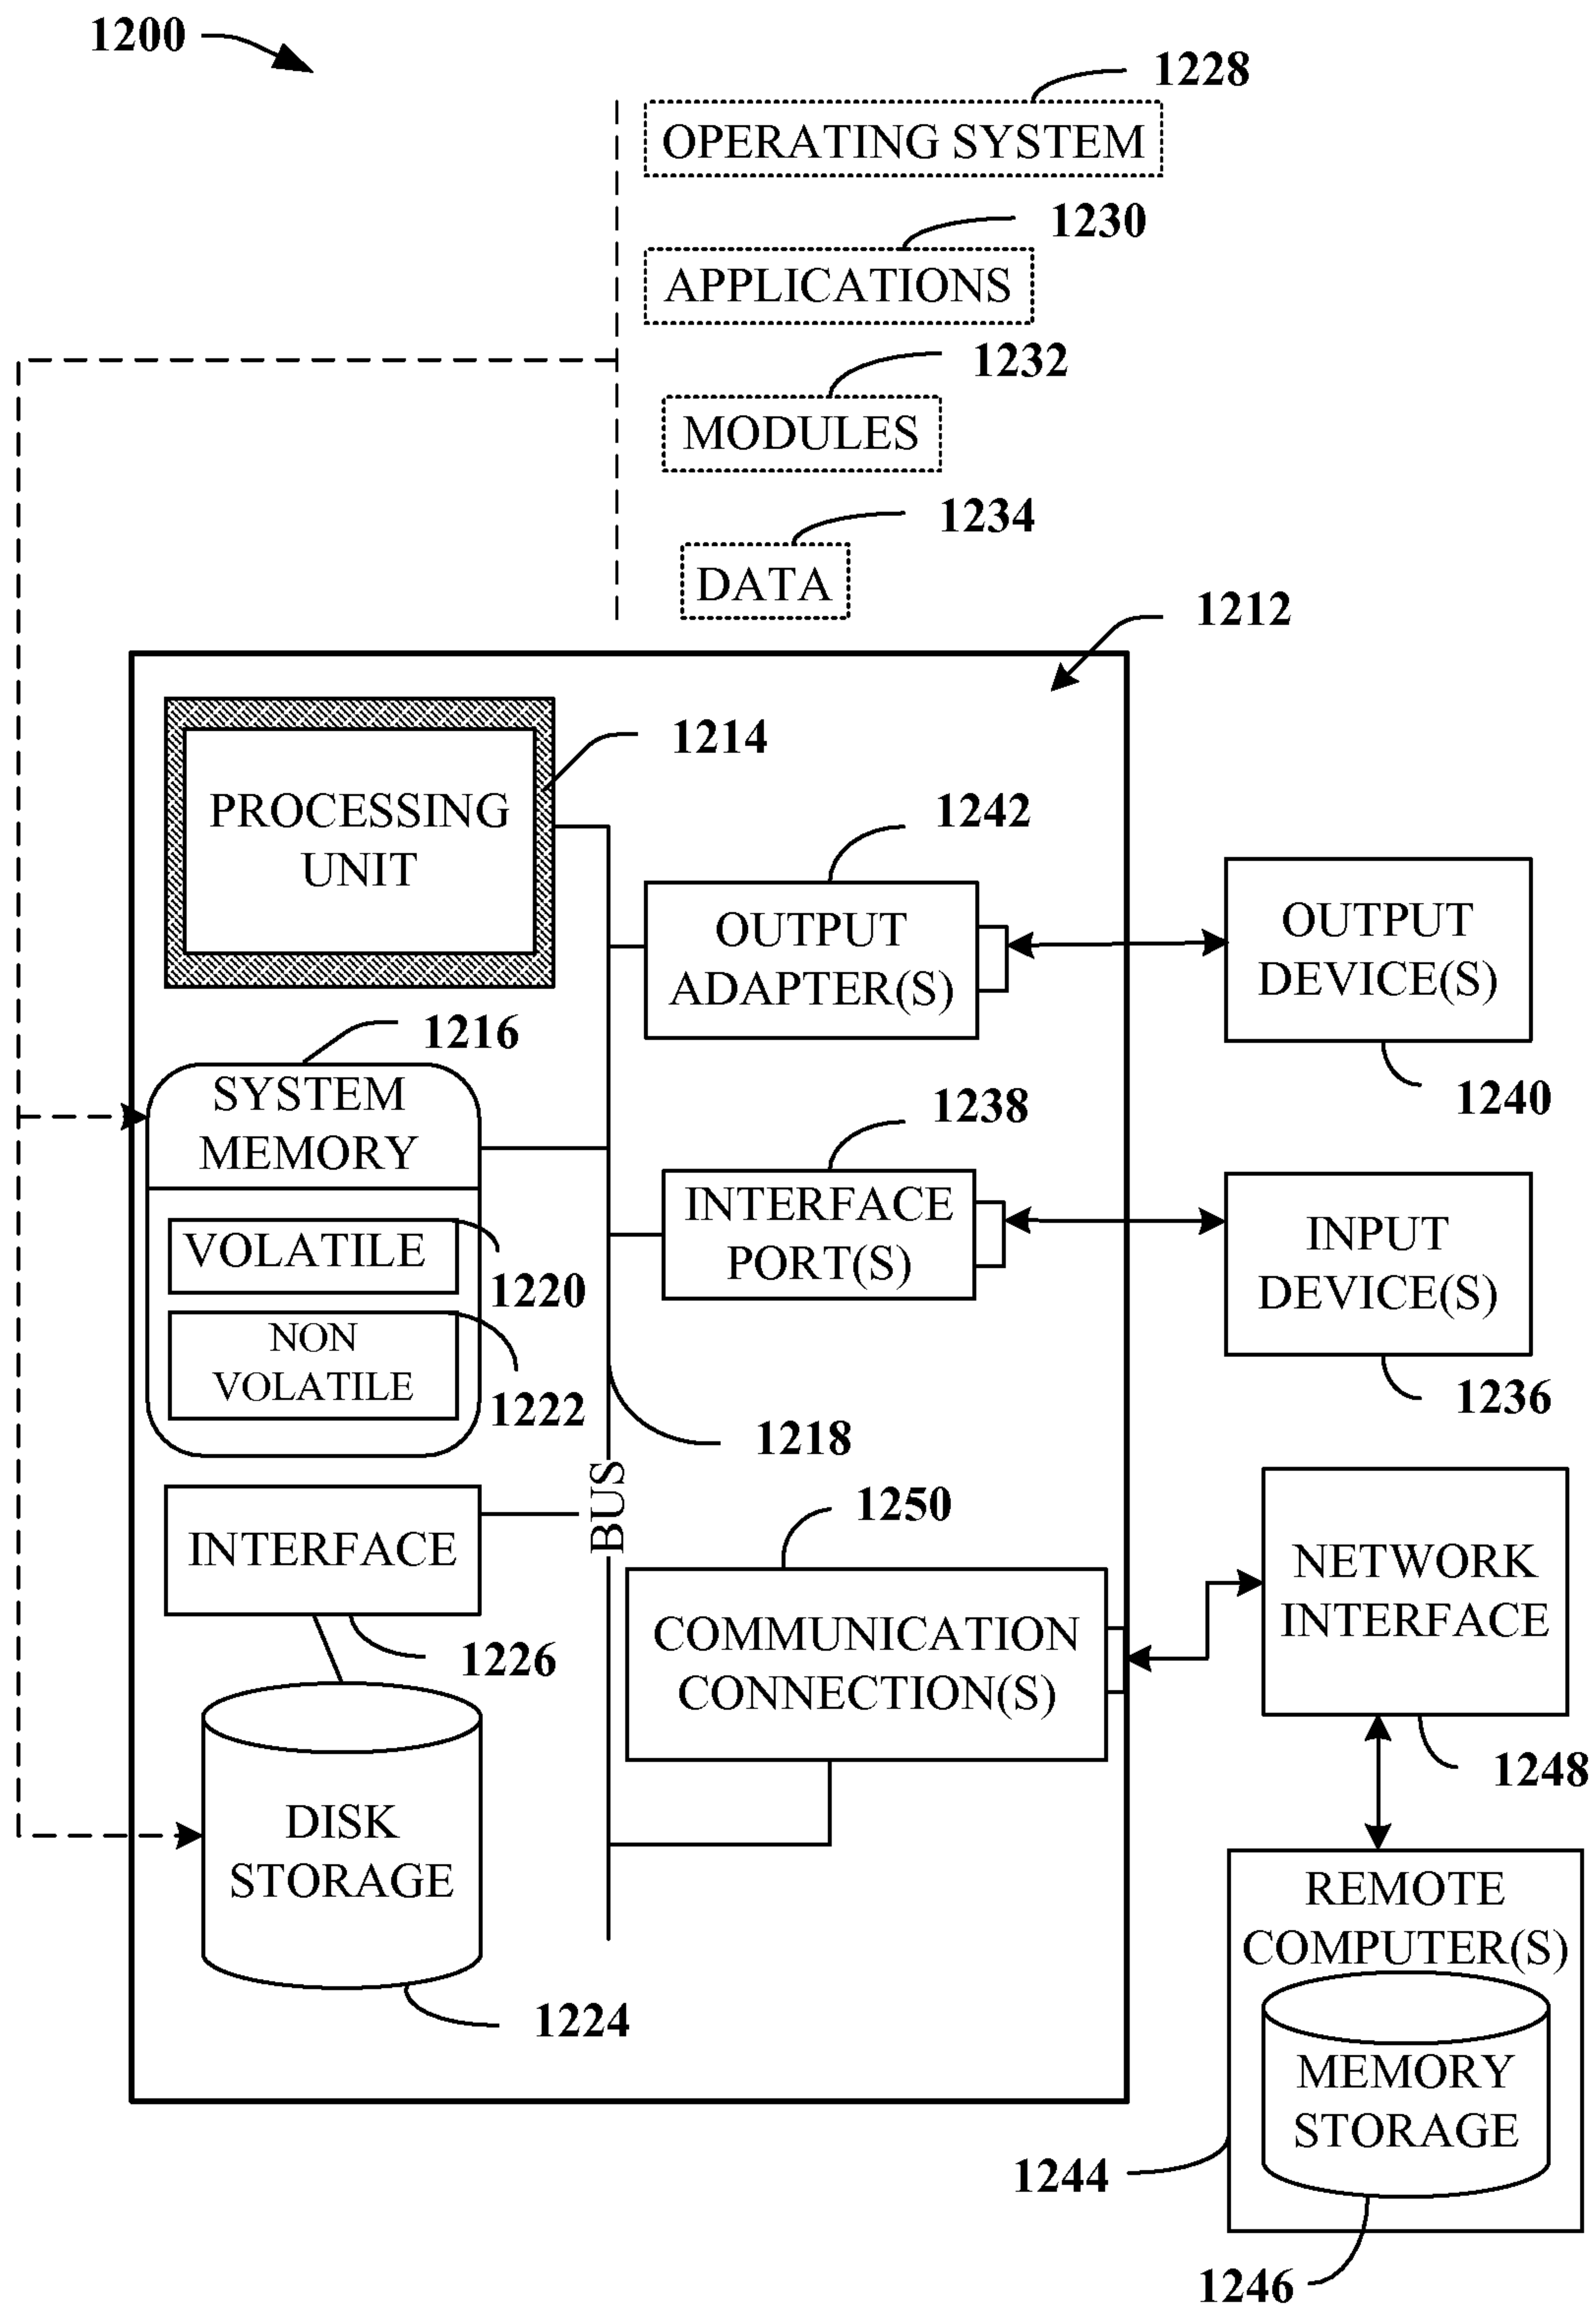 1200
1228
OPERATING SYSTEM
1230
APPLICATIONS
1232
MODULES
1234
DATA
1212
1214
PROCESSING
UNIT
1242
OUTPUT
ADAPTER(S)
OUTPUT
DEVICE(S)
1240
1216
SYSTEM
MEMORY
VOLATILE
1220
NON
VOLATILE
1222
1238
INTERFACE
PORT(S)
INPUT
DEVICE(S)
1236
1218
BUS
INTERFACE
1226
1250
COMMUNICATION
CONNECTION(S)
NETWORK
INTERFACE
1248
DISK
STORAGE
1224
REMOTE
COMPUTER(S)
MEMORY
STORAGE
1244
1246